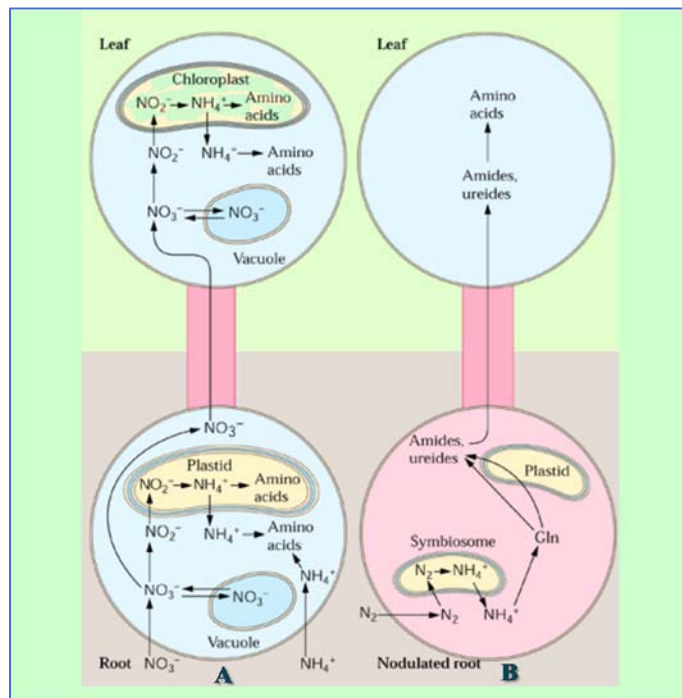 Leaf
Chloroplast
NO₂⁻ NH₄⁺ Amino
acids
NO₂⁻ NH₄⁺ Amino
acids
NO₃⁻ NO₃⁻
Vacuole
NO₃⁻
Plastid
NO₂⁻ NH₄⁺ Amino
acids
NO₂⁻ NH₄⁺ Amino
acids
NH₄⁺
NO₃⁻ NO₃⁻
Vacuole
Root NO₃⁻ A NH₄⁺
Leaf
Amino
acids
Amides,
ureides
Amides,
ureides
Plastid
Gln
Symbiosome
N₂ NH₄⁺
N₂ N₂ NH₄⁺
Nodulated root B